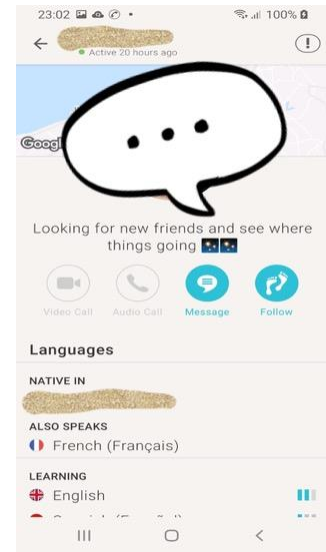 23:02 100%
Active 20 hours ago
Googl
Looking for new friends and see where
things going
Video Call Audio Call Message Follow
Languages
NATIVE IN
ALSO SPEAKS
French (Français)
LEARNING
English